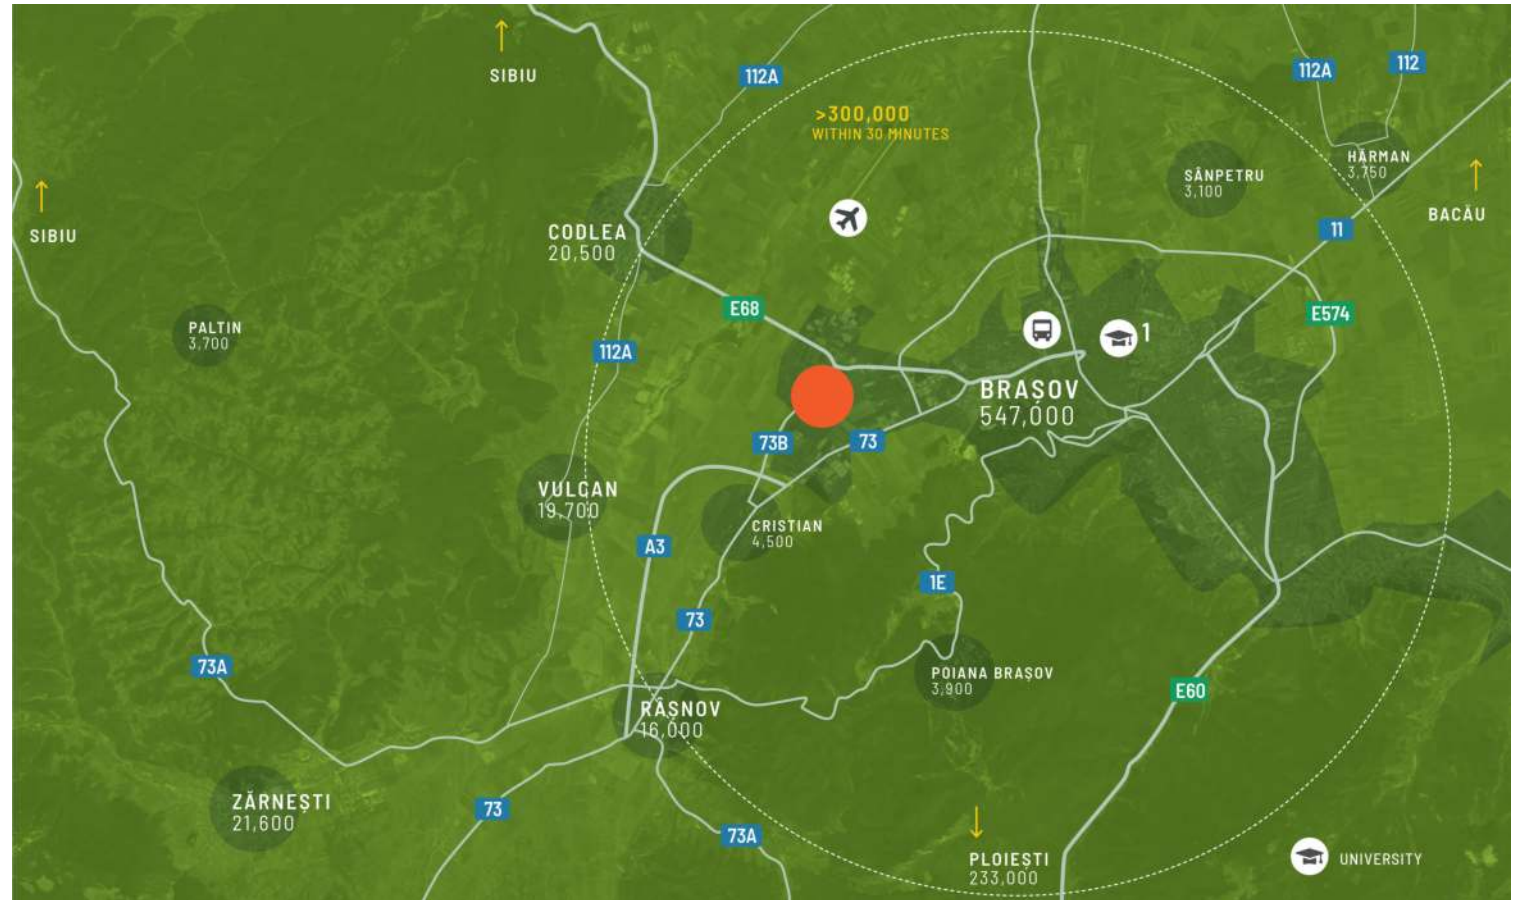 SIBIU
112A
112A
112
>300,000
WITHIN 30 MINUTES
HĂRMAN
3,750
SÂNPETRU
3,100
BACĂU
SIBIU
CODLEA
20,500
11
E68
E574
PALTIN
3,700
112A
1
BRAȘOV
547,000
73B
73
VULCAN
19,700
CRISTIAN
4,500
A3
1E
73
73A
POIANA BRAȘOV
3,900
E60
RÂȘNOV
16,000
ZĂRNEȘTI
21,600
73
73A
PLOIEȘTI
233,000
UNIVERSITY